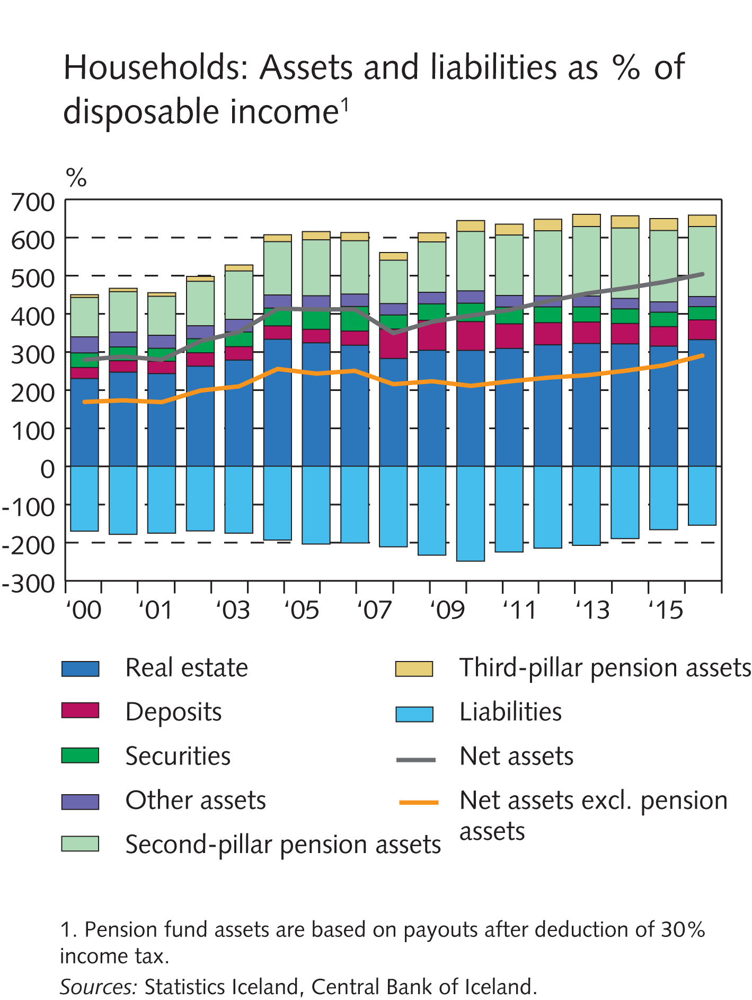 Households: Assets and liabilities as % of
disposable income¹
%
700
600
500
400
300
200
100
0
-100
-200
-300
‘00 ‘01 ‘03 ‘05 ‘07 ‘09 ‘11 ‘13 ‘15
Real estate
Deposits
Securities
Other assets
Second-pillar pension assets
Third-pillar pension assets
Liabilities
Net assets
Net assets excl. pension
assets
1. Pension fund assets are based on payouts after deduction of 30%
income tax.
Sources: Statistics Iceland, Central Bank of Iceland.